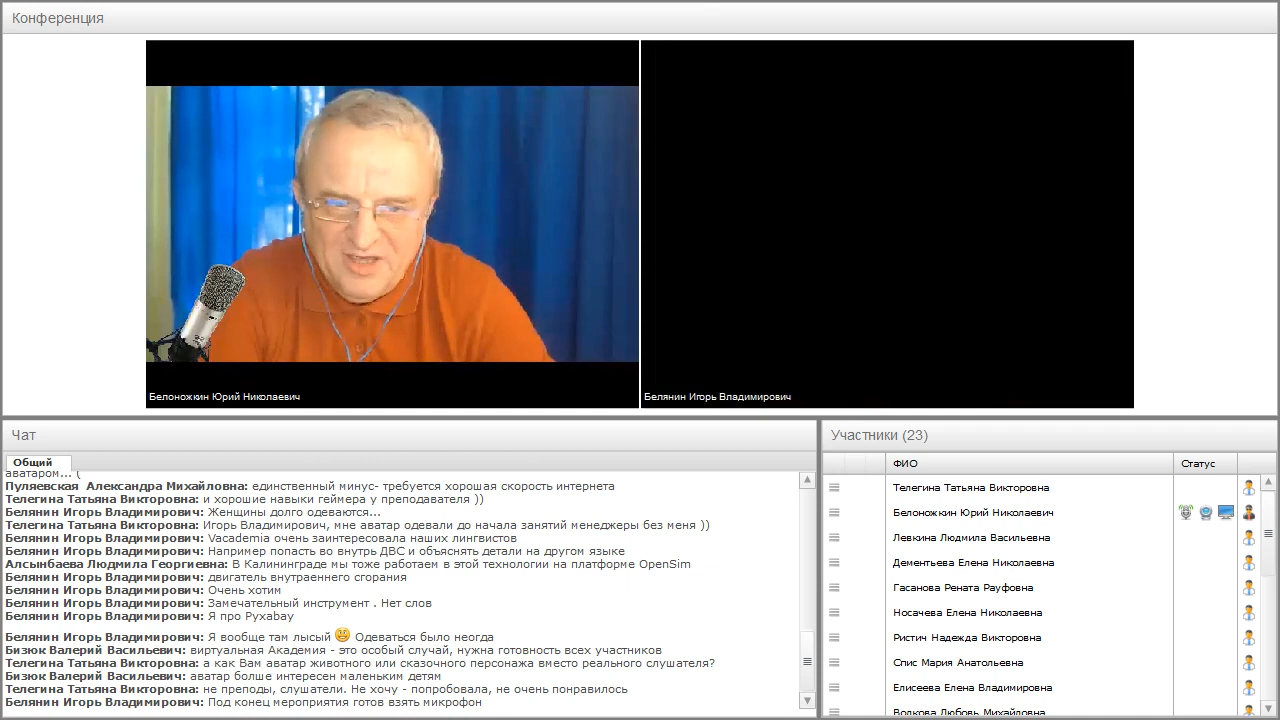 Конференция
Белоножкин Юрий Николаевич
Белянин Игорь Владимирович
Чат
Общий
аватаром... (
Пуляевская Александра Михайловна: единственный минус- требуется хорошая скорость интернета
Телегина Татьяна Викторовна: и хорошие навыки геймера у преподавателя ))
Белянин Игорь Владимирович: Женщины долго одеваются...
Телегина Татьяна Викторовна: Игорь Владимирович, мне аватар одевали до начала занятий менеджеры без меня ))
Белянин Игорь Владимирович: Vacademia очень заинтересовала наших лингвистов
Белянин Игорь Владимирович: Например попасть во внутрь ДВС и объяснять детали на другом языке
Алсынбаева Людмила Георгиевна: В Калининграде мы тоже работаем в этой технологии на платформе OpenSim
Белянин Игорь Владимирович: двигатель внутраеннего сгорания
Белянин Игорь Владимирович: Очень хотим
Белянин Игорь Владимирович: Замечательный инструмент . Нет слов
Белянин Игорь Владимирович: Я про Pyxabay
Белянин Игорь Владимирович: Я вообще там лысый Одеваться было неогда
Бизюк Валерий Васильевич: виртуальная Академия - это особый случай, нужна готовность всех участников
Телегина Татьяна Викторовна: а как Вам аватар животного или сказочного персонажа вместо реального слушателя?
Бизюк Валерий Васильевич: аватар болше интересен маленьким детям
Телегина Татьяна Викторовна: не преподы, слушатели. Не хочу, - попробовала, не очень понравилось
Белянин Игорь Владимирович: Под конец мероприятия готов взять микрофон
Участники (23)
ФИО Статус
Телегина Татьяна Викторовна
Белоножкин Юрий Николаевич
Левкина Людмила Васильевна
Дементьева Елена Николаевна
Гасанова Рената Рауфовна
Носачева Елена Николаевна
Ристич Надежда Викторовна
Спис Мария Анатольевна
Елисеева Елена Владимировна
Волкова Любовь Михайловна